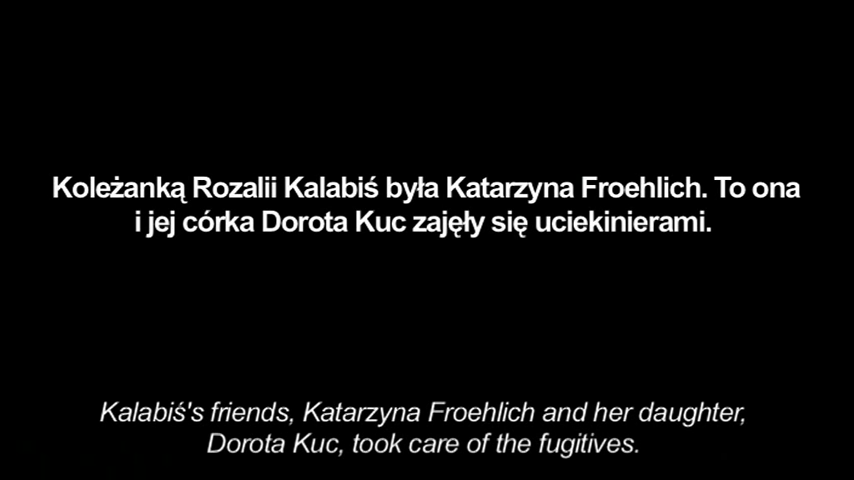 Koleżanką Rozalii Kalabiś była Katarzyna Froehlich. To ona
i jej córka Dorota Kuc zajęły się uciekinierami.
Kalabiś's friends, Katarzyna Froehlich and her daughter,
Dorota Kuc, took care of the fugitives.